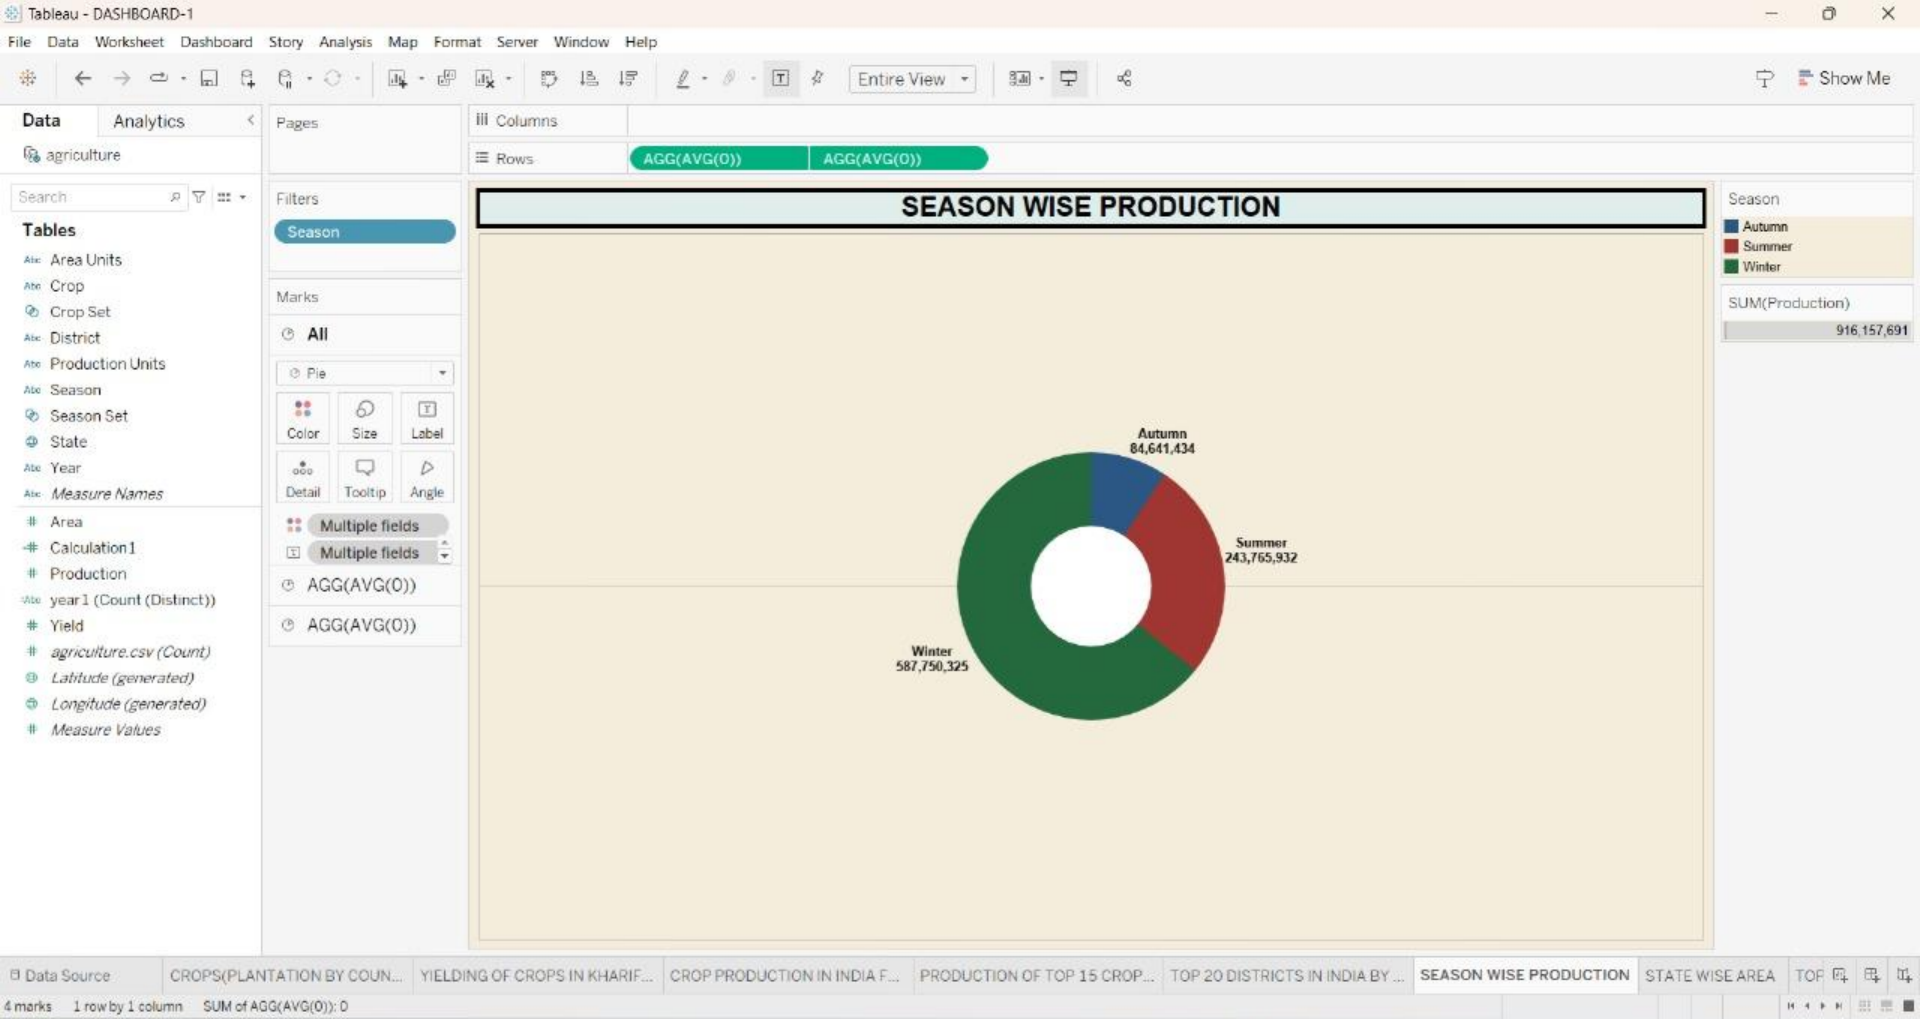 Tableau - DASHBOARD-1
File Data Worksheet Dashboard Story Analysis Map Format Server Window Help
Entire View
Show Me
Data Analytics
agriculture
Search
Tables
Abc Area Units
Abc Crop
Crop Set
Abc District
Abc Production Units
Abc Season
Season Set
State
Abc Year
Abc Measure Names
# Area
=# Calculation1
# Production
=Abc year1 (Count (Distinct))
# Yield
# agriculture.csv (Count)
Latitude (generated)
Longitude (generated)
# Measure Values
Pages
Filters
Season
Marks
All
Pie
Color Size Label
Detail Tooltip Angle
Multiple fields
Multiple fields
AGG(AVG(0))
AGG(AVG(0))
Columns
Rows AGG(AVG(0)) AGG(AVG(0))
SEASON WISE PRODUCTION
Autumn
84,641,434
Summer
243,765,932
Winter
587,750,325
Season
Autumn
Summer
Winter
SUM(Production)
916,157,691
Data Source CROPS(PLANTATION BY COUN... YIELDING OF CROPS IN KHARIF... CROP PRODUCTION IN INDIA F... PRODUCTION OF TOP 15 CROP... TOP 20 DISTRICTS IN INDIA BY ... SEASON WISE PRODUCTION STATE WISE AREA TOP
4 marks 1 row by 1 column SUM of AGG(AVG(0)): 0